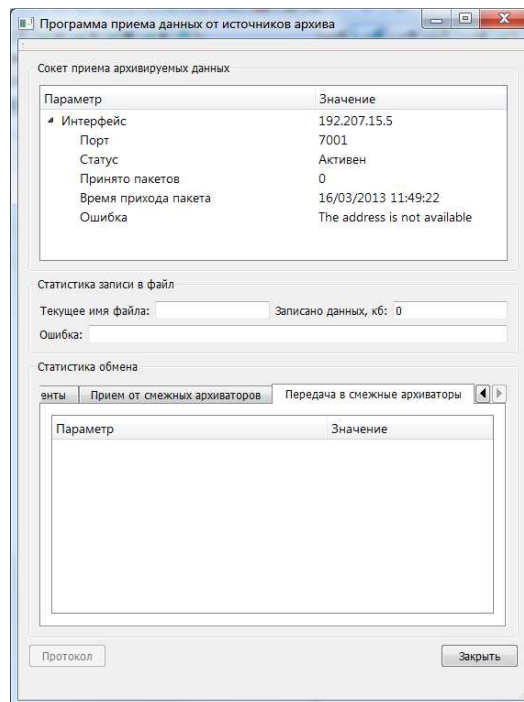 Программа приема данных от источников архива
Сокет приема архивируемых данных
Параметр Значение
Интерфейс 192.207.15.5
Порт 7001
Статус Активен
Принято пакетов 0
Время прихода пакета 16/03/2013 11:49:22
Ошибка The address is not available
Статистика записи в файл
Текущее имя файла: Записано данных, кб: 0
Ошибка:
Статистика обмена
енты Прием от смежных архиваторов Передача в смежные архиваторы
Параметр Значение
Протокол Закрыть